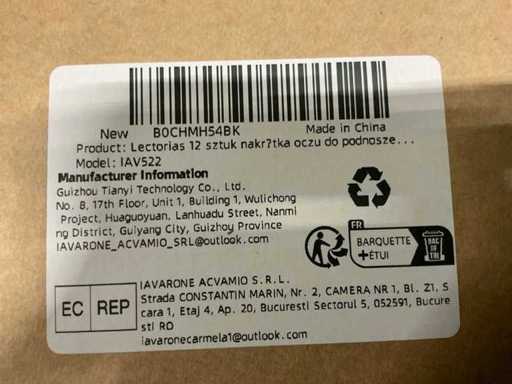 New B0CHMH54BK Made in China
Product: Lectorias 12 sztuk nakr?tka oczu do podnosze...
Model: IAV522
Manufacturer Information
Guizhou Tianyi Technology Co., Ltd.
No. 8, 17th Floor, Unit 1, Building 1, Wulichong
Project, Huaguoyuan, Lanhuadu Street, Nanmi
ng District, Guiyang City, Guizhoy Province
IAVARONE_ACVAMIO_SRL@outlook.com
FR
BARQUETTE
+ÉTUI
BAC
DE
TRI
EC REP
IAVARONE ACVAMIO S.R.L.
Strada CONSTANTIN MARIN, Nr. 2, CAMERA NR 1, Bl. Z1, S
cara 1, Etaj 4, Ap. 20, Bucuresti Sectorul 5, 052591, Bucure
sti RO
iavaronecarmela1@outlook.com